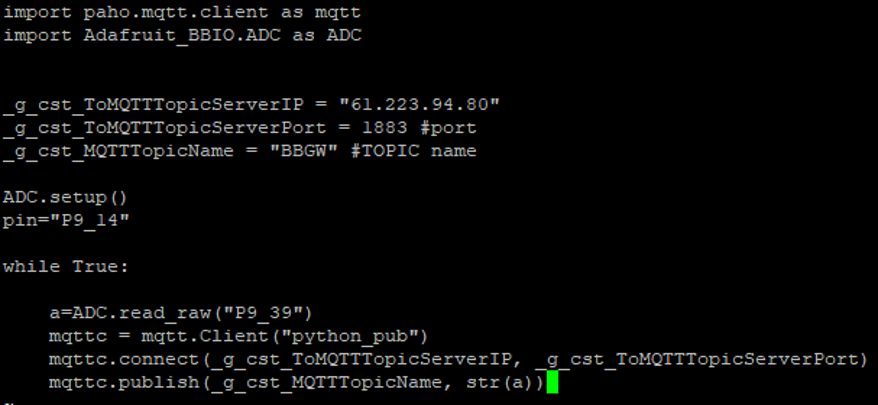 import paho.mqtt.client as mqtt
import Adafruit_BBIO.ADC as ADC
_g_cst_ToMQTTTopicServerIP = "61.223.94.80"
_g_cst_ToMQTTTopicServerPort = 1883 #port
_g_cst_MQTTTopicName = "BBGW" #TOPIC name
ADC.setup()
pin="P9_14"
while True:
    a=ADC.read_raw("P9_39")
    mqttc = mqtt.Client("python_pub")
    mqttc.connect(_g_cst_ToMQTTTopicServerIP, _g_cst_ToMQTTTopicServerPort)
    mqttc.publish(_g_cst_MQTTTopicName, str(a))